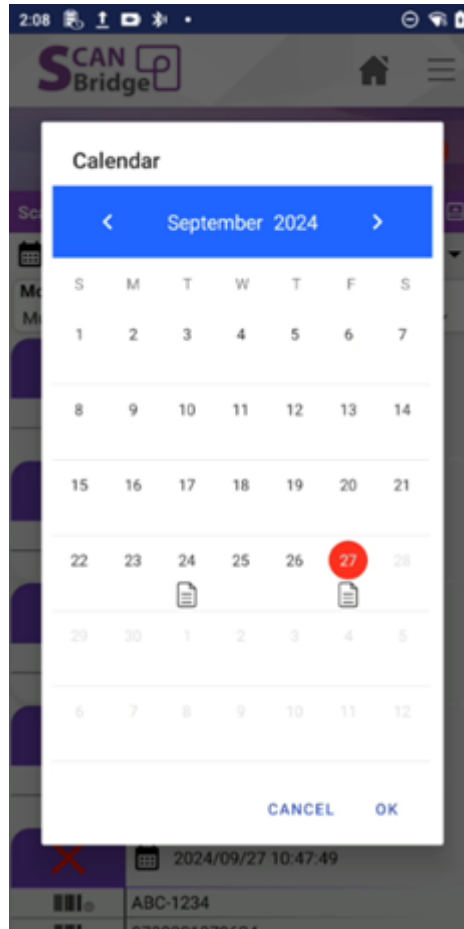 2:08
SCAN
Bridge
Sc
Mo
Mu
Calendar
September 2024
S M T W T F S
1 2 3 4 5 6 7
8 9 10 11 12 13 14
15 16 17 18 19 20 21
22 23 24 25 26 27 28
29 30 1 2 3 4 5
6 7 8 9 10 11 12
CANCEL OK
2024/09/27 10:47:49
ABC-1234